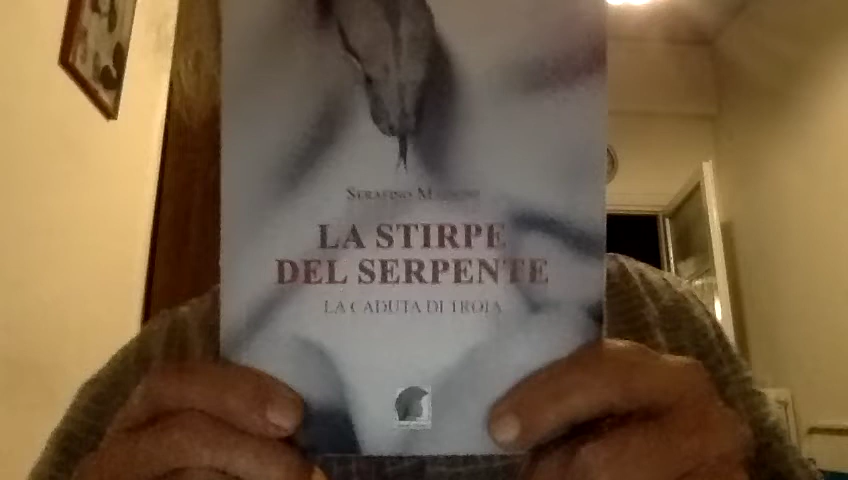 SERAFINO
LA STIRPE
DEL SERPENTE
LA CADUTA DI TROIA